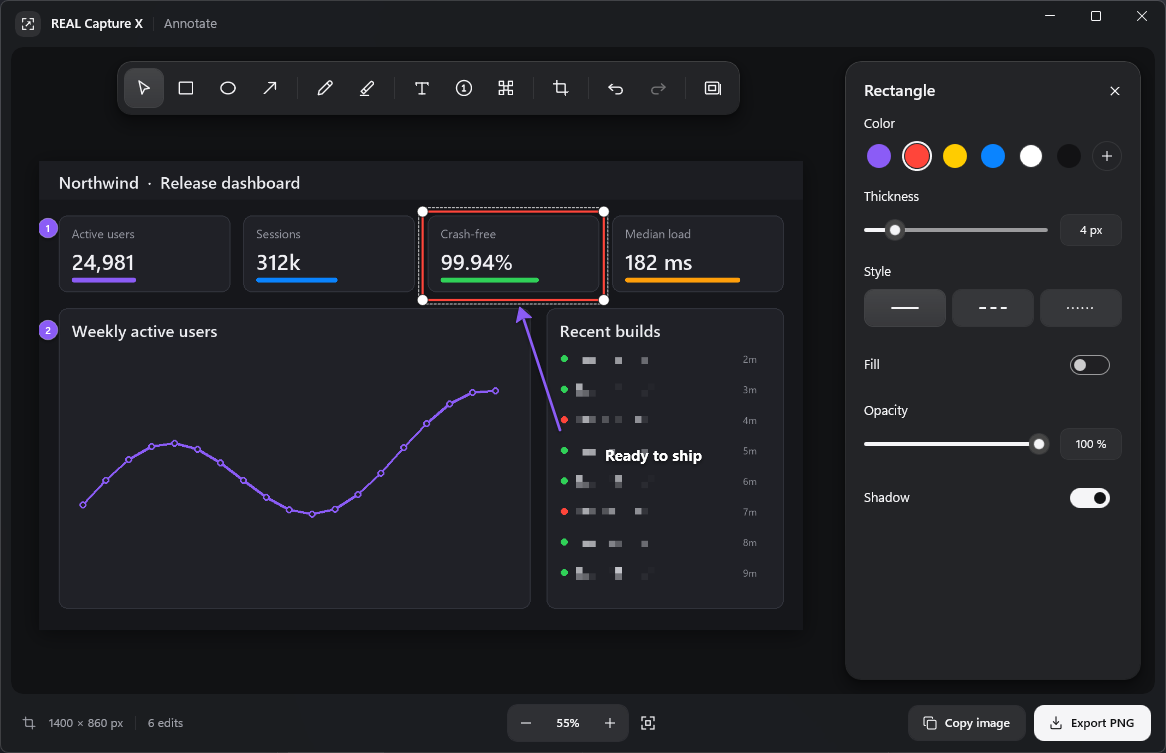 REAL Capture X Annotate
1
Rectangle
Color
Thickness
4 px
Style
Fill
Opacity
100 %
Shadow
Northwind · Release dashboard
1
Active users
24,981
Sessions
312k
Crash-free
99.94%
Median load
182 ms
2
Weekly active users
Recent builds
2m
3m
4m
5m
Ready to ship
6m
7m
8m
9m
1400 × 860 px
6 edits
55%
Copy image
Export PNG